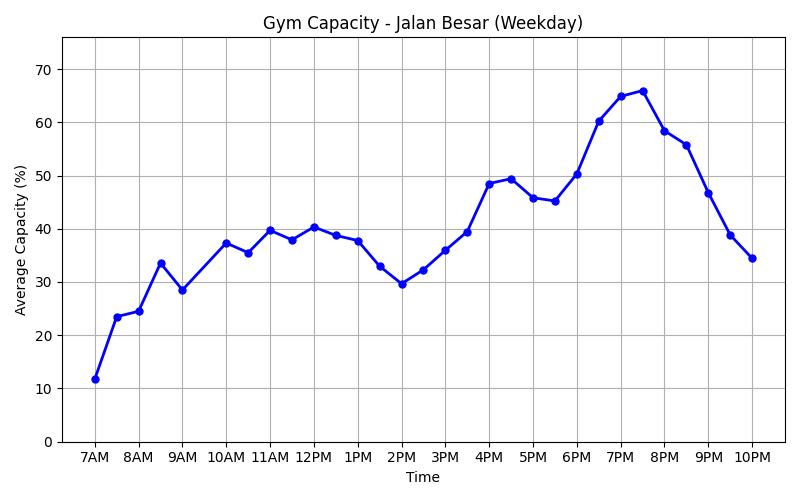 Gym Capacity - Jalan Besar (Weekday)
Average Capacity (%)
70
60
50
40
30
20
10
0
7AM 8AM 9AM 10AM 11AM 12PM 1PM 2PM 3PM 4PM 5PM 6PM 7PM 8PM 9PM 10PM
Time